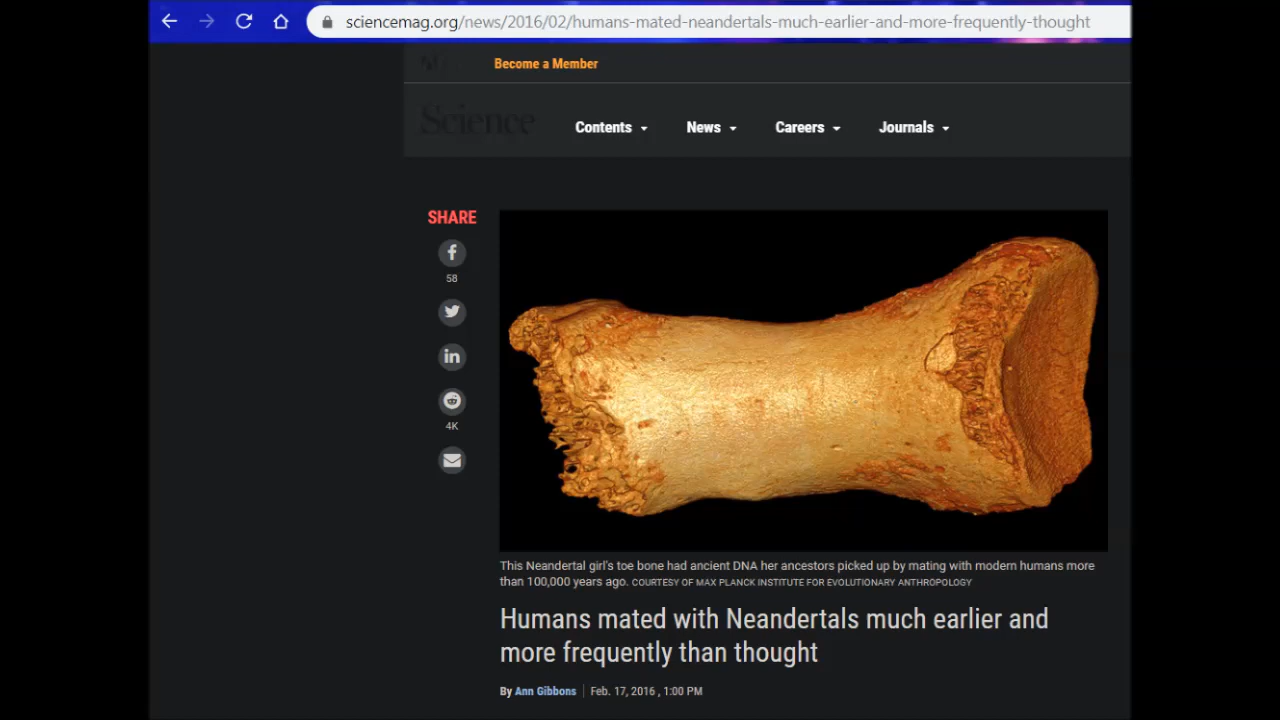 sciencemag.org/news/2016/02/humans-mated-neandertals-much-earlier-and-more-frequently-thought
Become a Member
Science
Contents
News
Careers
Journals
SHARE
58
4K
This Neandertal girl's toe bone had ancient DNA her ancestors picked up by mating with modern humans more
than 100,000 years ago. COURTESY OF MAX PLANCK INSTITUTE FOR EVOLUTIONARY ANTHROPOLOGY
Humans mated with Neandertals much earlier and
more frequently than thought
By Ann Gibbons Feb. 17, 2016 , 1:00 PM